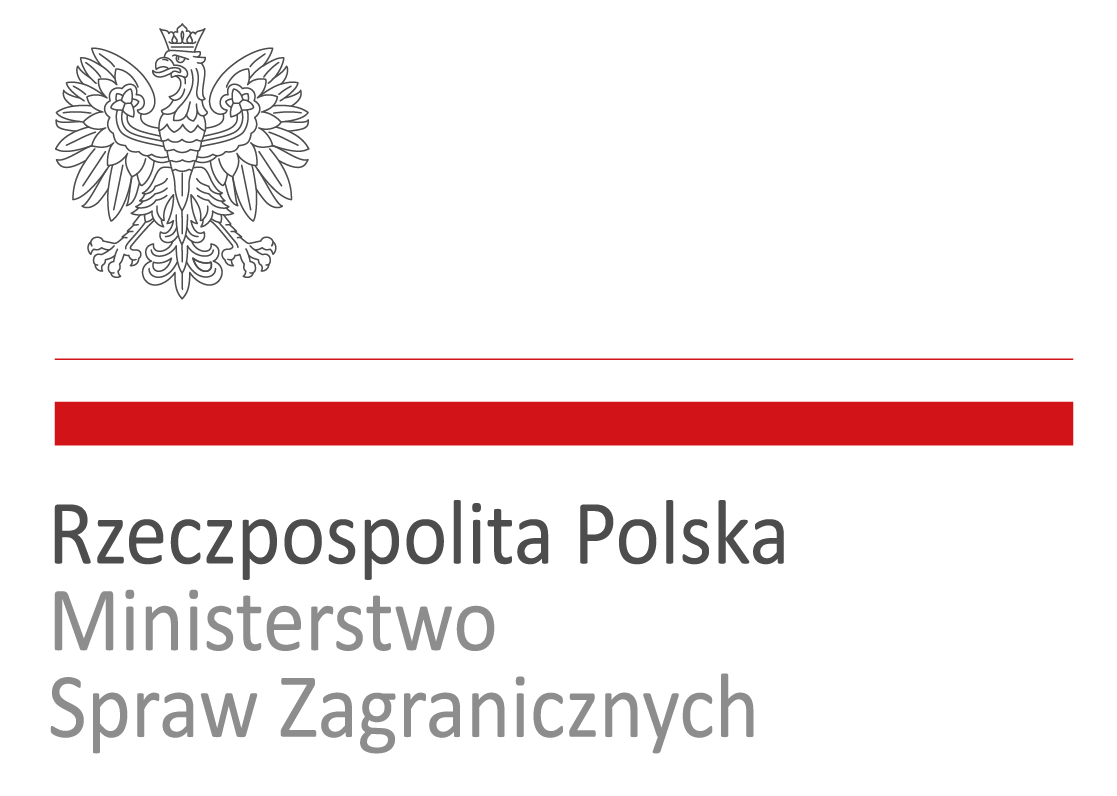 Rzeczpospolita Polska
Ministerstwo
Spraw Zagranicznych